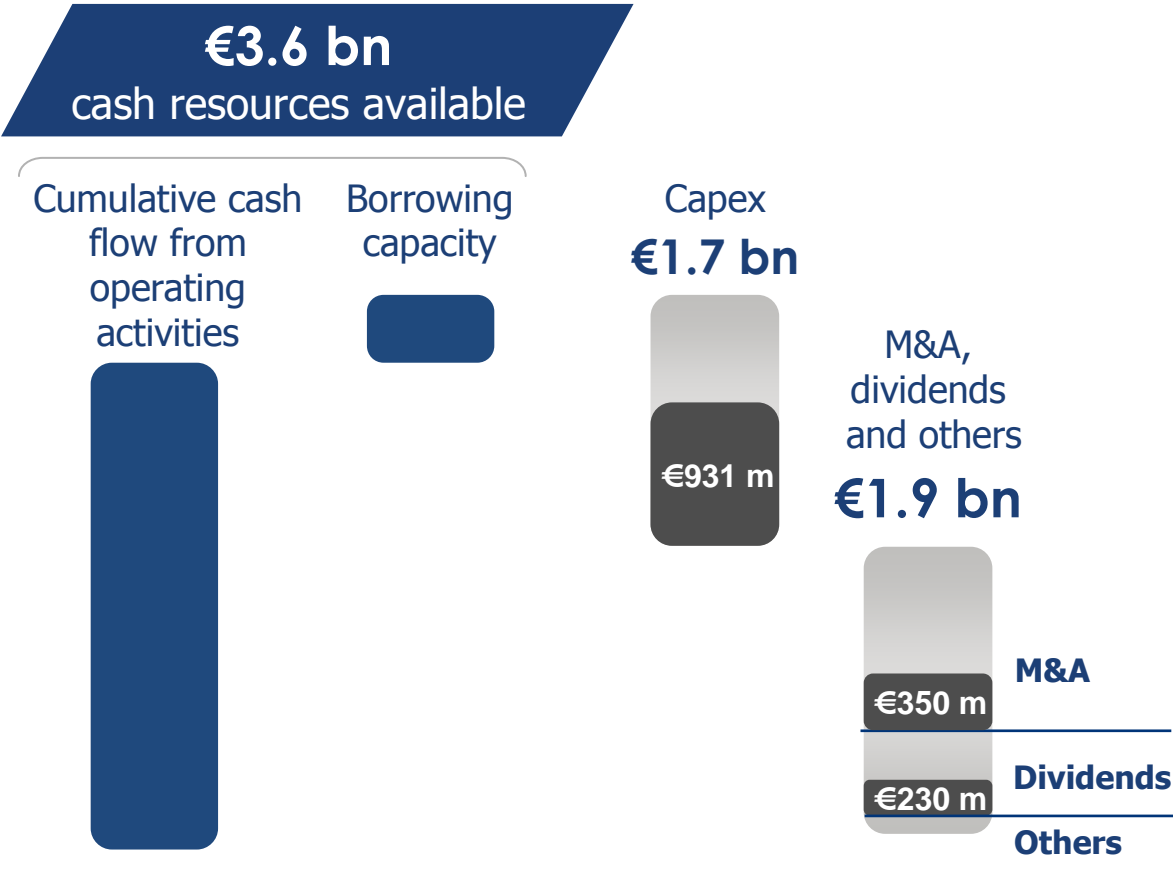 €3.6 bn
cash resources available
Cumulative cash
flow from
operating
activities
Borrowing
capacity
Capex
€1.7 bn
€931 m
M&A,
dividends
and others
€1.9 bn
€350 m
M&A
€230 m
Dividends
Others